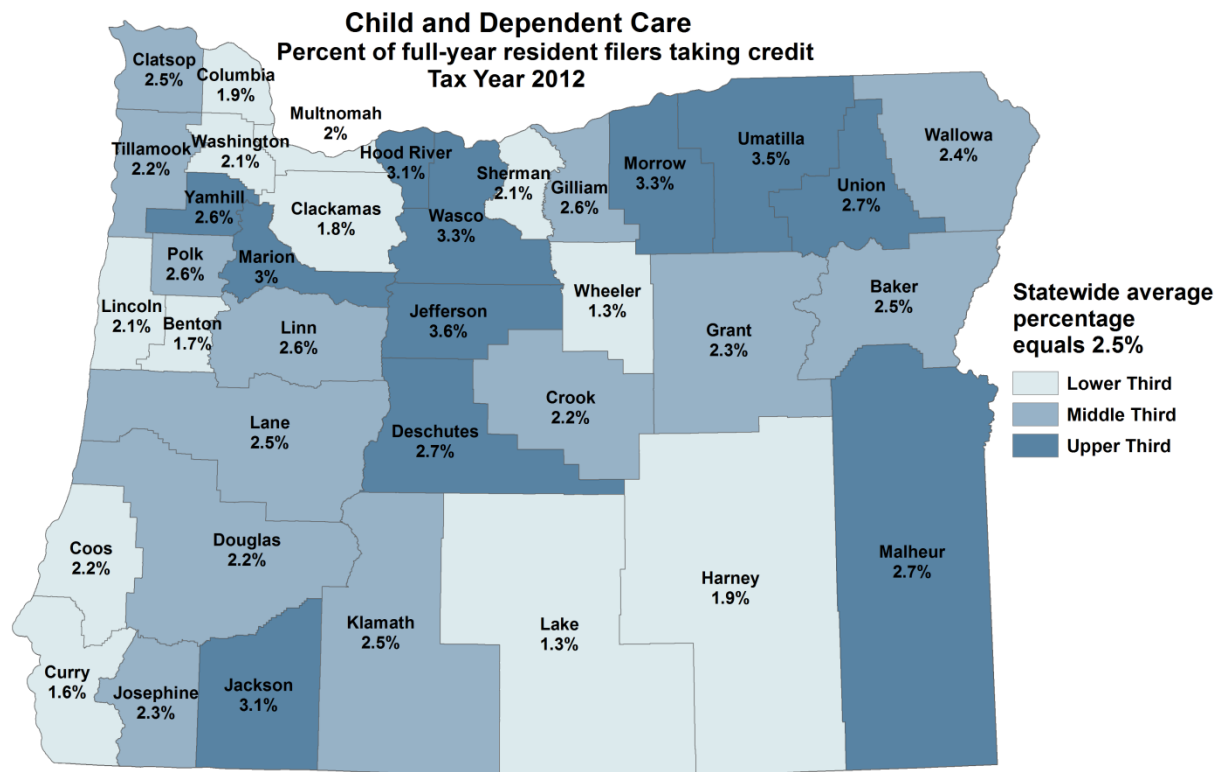 Child and Dependent Care
Percent of full-year resident filers taking credit
Tax Year 2012
Clatsop
2.5%
Columbia
1.9%
Multnomah
2%
Washington
2.1%
Tillamook
2.2%
Hood River
3.1%
Sherman
2.1%
Gilliam
2.6%
Morrow
3.3%
Umatilla
3.5%
Union
2.7%
Wallowa
2.4%
Yamhill
2.6%
Clackamas
1.8%
Wasco
3.3%
Polk
2.6%
Marion
3%
Lincoln
2.1%
Benton
1.7%
Linn
2.6%
Jefferson
3.6%
Wheeler
1.3%
Grant
2.3%
Baker
2.5%
Lane
2.5%
Deschutes
2.7%
Crook
2.2%
Coos
2.2%
Douglas
2.2%
Klamath
2.5%
Lake
1.3%
Harney
1.9%
Malheur
2.7%
Curry
1.6%
Josephine
2.3%
Jackson
3.1%
Statewide average
percentage
equals 2.5%
Lower Third
Middle Third
Upper Third